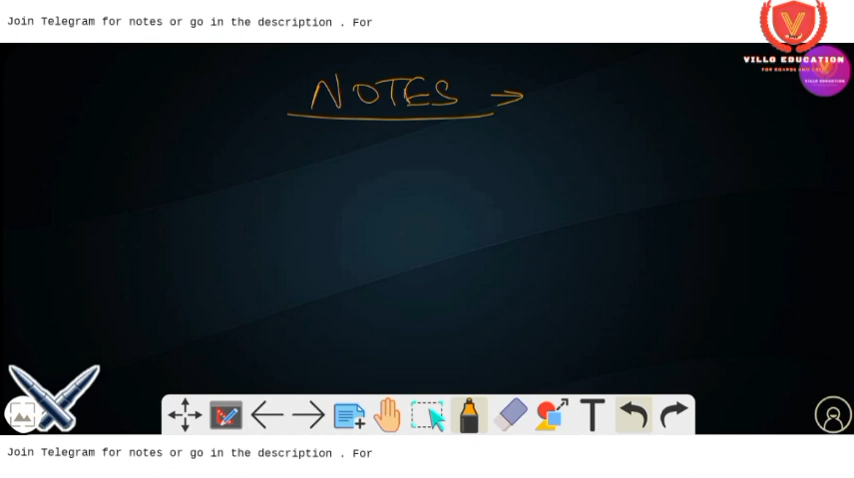 Join Telegram for notes or go in the description . For
VILLO EDUCATION
NOTES →
Join Telegram for notes or go in the description . For